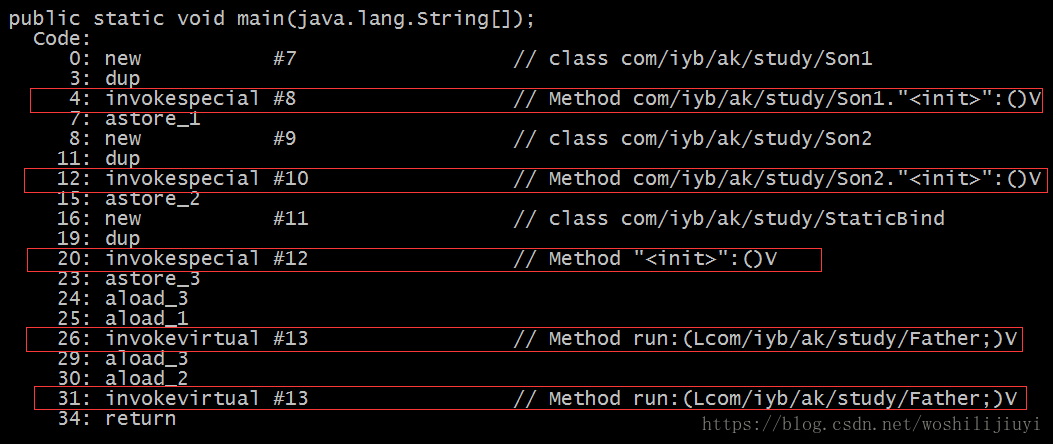 public static void main(java.lang.String[]);
Code:
0: new #7 // class com/iyb/ak/study/Son1
3: dup
4: invokespecial #8 // Method com/iyb/ak/study/Son1."<init>":()V
7: astore_1
8: new #9 // class com/iyb/ak/study/Son2
11: dup
12: invokespecial #10 // Method com/iyb/ak/study/Son2."<init>":()V
15: astore_2
16: new #11 // class com/iyb/ak/study/StaticBind
19: dup
20: invokespecial #12 // Method "<init>":()V
23: astore_3
24: aload_3
25: aload_1
26: invokevirtual #13 // Method run:(Lcom/iyb/ak/study/Father;)V
29: aload_3
30: aload_2
31: invokevirtual #13 // Method run:(Lcom/iyb/ak/study/Father;)V
34: return
https://blog.csdn.net/woshilijiuyi